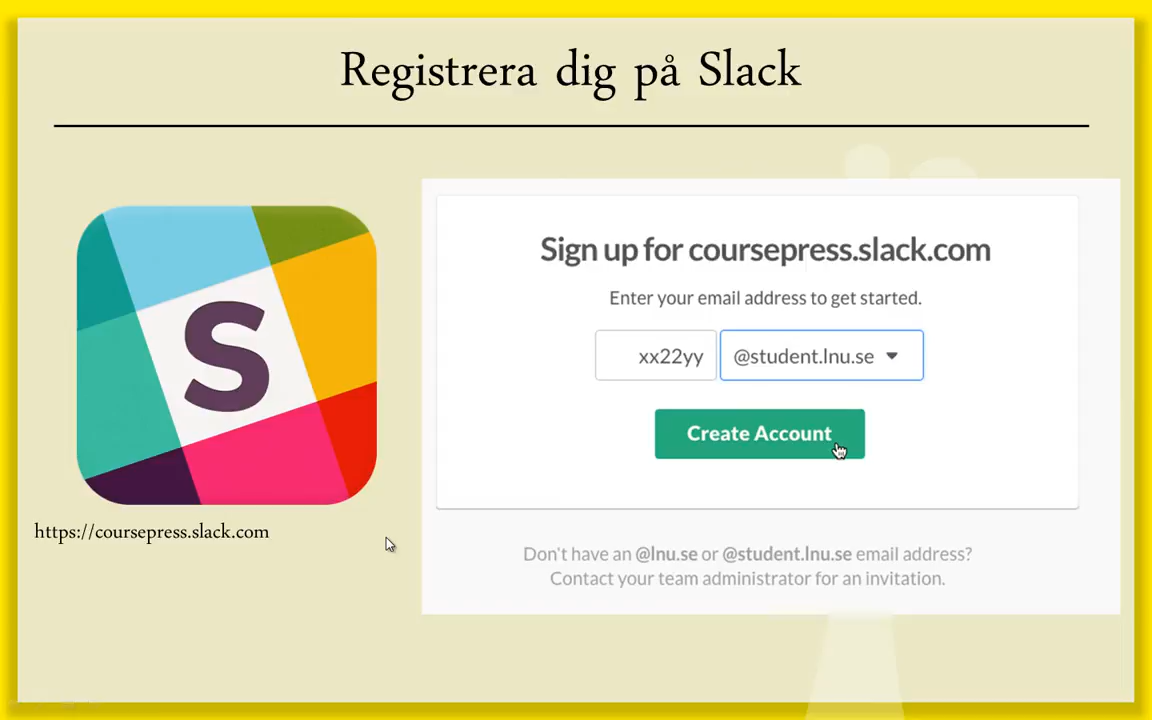 Registrera dig på Slack
S
https://coursepress.slack.com
Sign up for coursepress.slack.com
Enter your email address to get started.
xx22yy @student.lnu.se
Create Account
Don't have an @lnu.se or @student.lnu.se email address?
Contact your team administrator for an invitation.